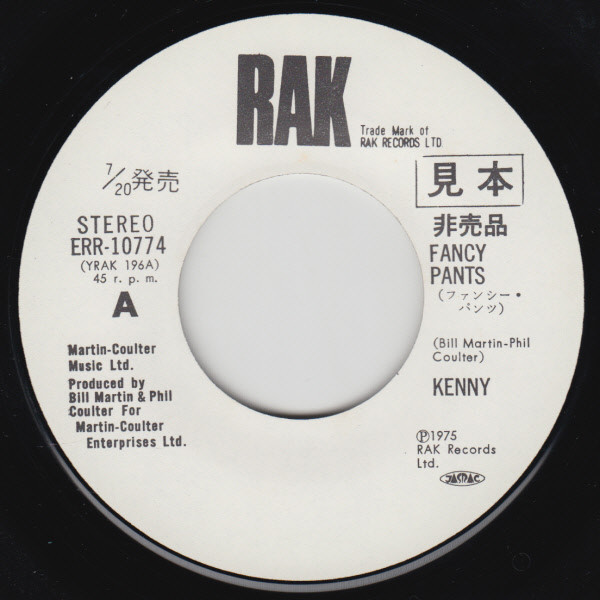 RAK
Trade Mark of
RAK RECORDS LTD.
7/20発売
見本
非売品
STEREO
ERR-10774
(YRAK 196A)
45 r. p. m.
A
FANCY
PANTS
(ファンシー・
パンツ)
(Bill Martin-Phil
Coulter)
KENNY
Martin-Coulter
Music Ltd.
Produced by
Bill Martin & Phil
Coulter For
Martin-Coulter
Enterprises Ltd.
Ⓟ1975
RAK Records
Ltd.
JASRAC